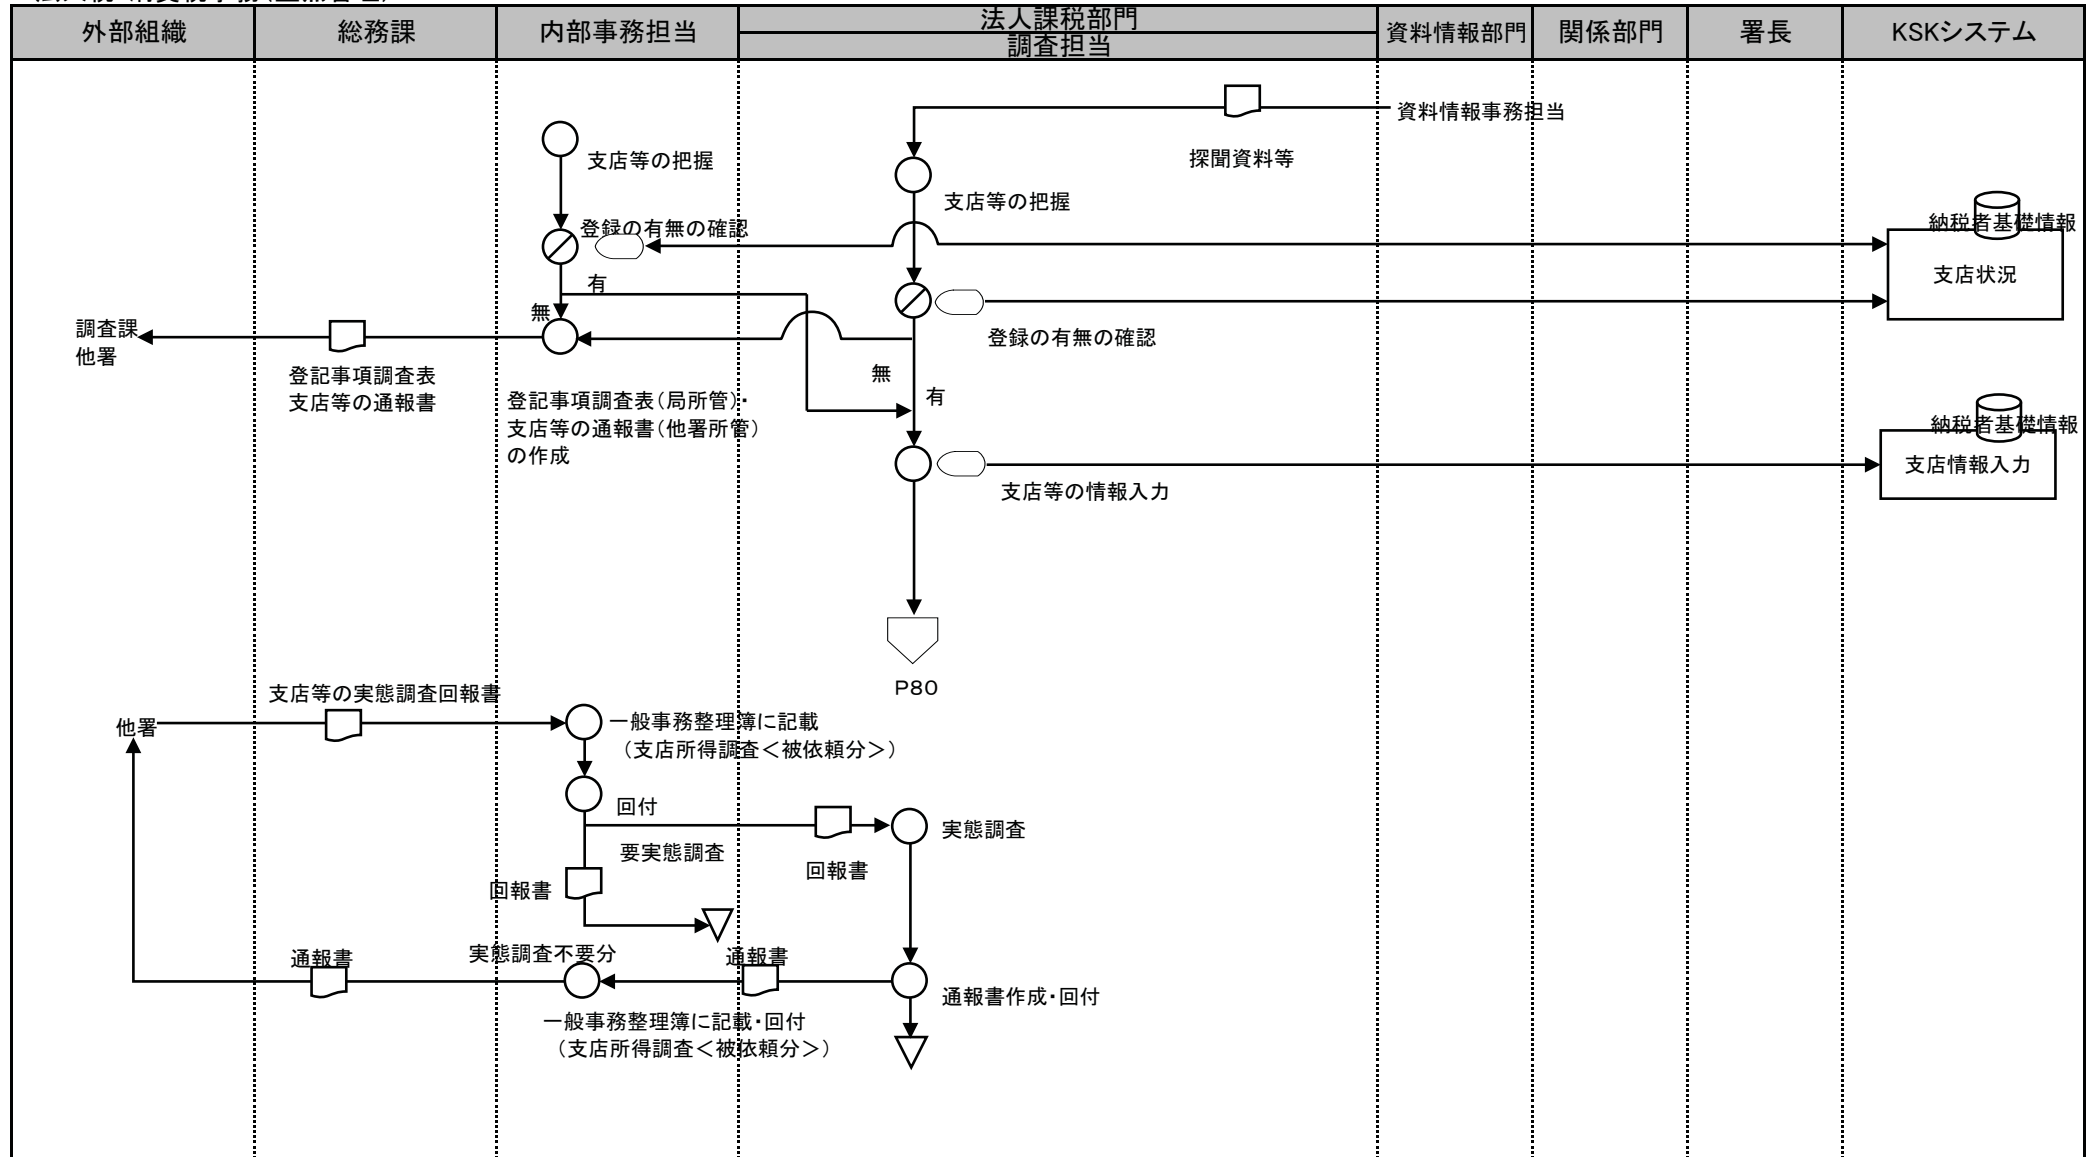 外部組織
総務課
内部事務担当
法人課税部門
調査担当
資料情報部門
関係部門
署長
KSKシステム
資料情報事務担当
探聞資料等
支店等の把握
支店等の把握
登録の有無の確認
納税者基礎情報
支店状況
有
無
登録の有無の確認
調査課
他署
登記事項調査表
支店等の通報書
登記事項調査表(局所管)・
支店等の通報書(他署所管)
の作成
無
有
納税者基礎情報
支店情報入力
支店等の情報入力
P80
支店等の実態調査回報書
他署
一般事務整理簿に記載
(支店所得調査<被依頼分>)
回付
要実態調査
回報書
実態調査
回報書
実態調査不要分
通報書
通報書
通報書作成・回付
一般事務整理簿に記載・回付
(支店所得調査<被依頼分>)